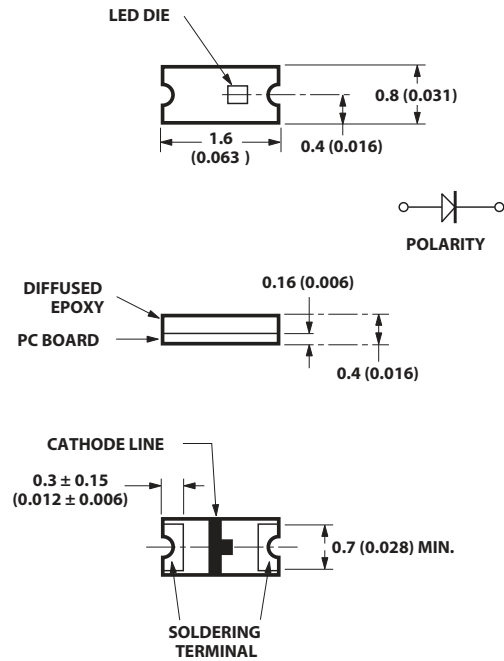 LED DIE
0.8 (0.031)
1.6
(0.063)
0.4 (0.016)
POLARITY
0.16 (0.006)
DIFFUSED
EPOXY
PC BOARD
0.4 (0.016)
CATHODE LINE
0.3 ± 0.15
(0.012 ± 0.006)
0.7 (0.028) MIN.
SOLDERING
TERMINAL